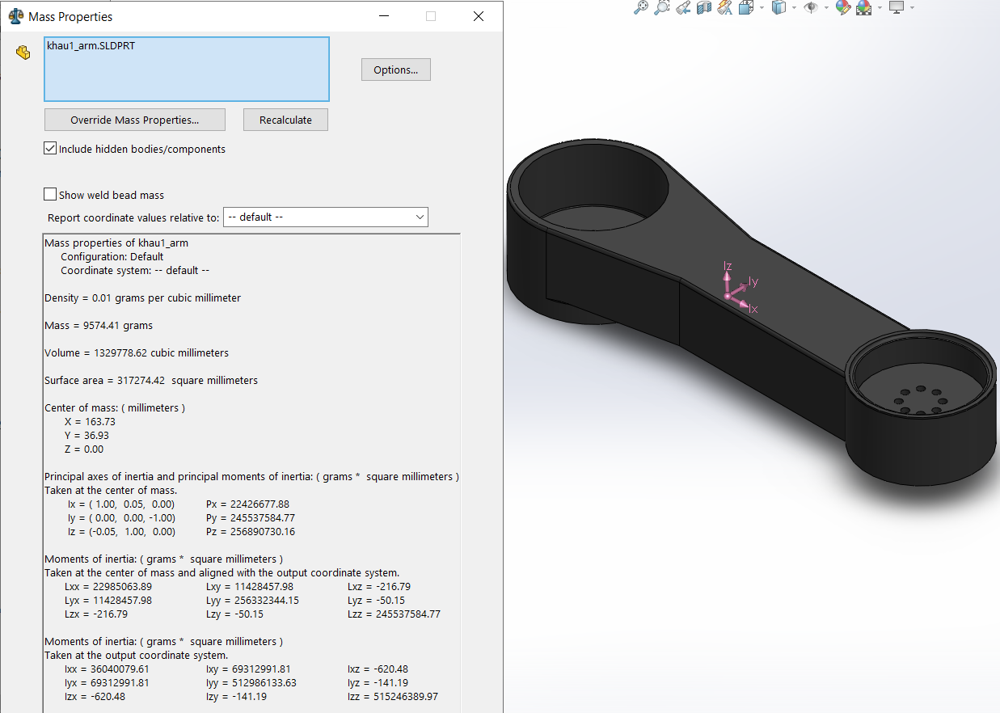 Mass Properties
khau1_arm.SLDPRT
Options...
Override Mass Properties...
Recalculate
Include hidden bodies/components
Show weld bead mass
Report coordinate values relative to:
-- default --
Mass properties of khau1_arm
Configuration: Default
Coordinate system: -- default --
Density = 0.01 grams per cubic millimeter
Mass = 9574.41 grams
Volume = 1329778.62 cubic millimeters
Surface area = 317274.42 square millimeters
Center of mass: ( millimeters )
X = 163.73
Y = 36.93
Z = 0.00
Principal axes of inertia and principal moments of inertia: ( grams * square millimeters )
Taken at the center of mass.
Ix = ( 1.00, 0.05, 0.00) Px = 22426677.88
Iy = ( 0.00, 0.00, -1.00) Py = 245537584.77
Iz = (-0.05, 1.00, 0.00) Pz = 256890730.16
Moments of inertia: ( grams * square millimeters )
Taken at the center of mass and aligned with the output coordinate system.
Lxx = 22985063.89 Lxy = 11428457.98 Lxz = -216.79
Lyx = 11428457.98 Lyy = 256332344.15 Lyz = -50.15
Lzx = -216.79 Lzy = -50.15 Lzz = 245537584.77
Moments of inertia: ( grams * square millimeters )
Taken at the output coordinate system.
Ixx = 36040079.61 Ixy = 69312991.81 Ixz = -620.48
Iyx = 69312991.81 Iyy = 512986133.63 Iyz = -141.19
Izx = -620.48 Izy = -141.19 Izz = 515246389.97
Iz
Iy
Ix